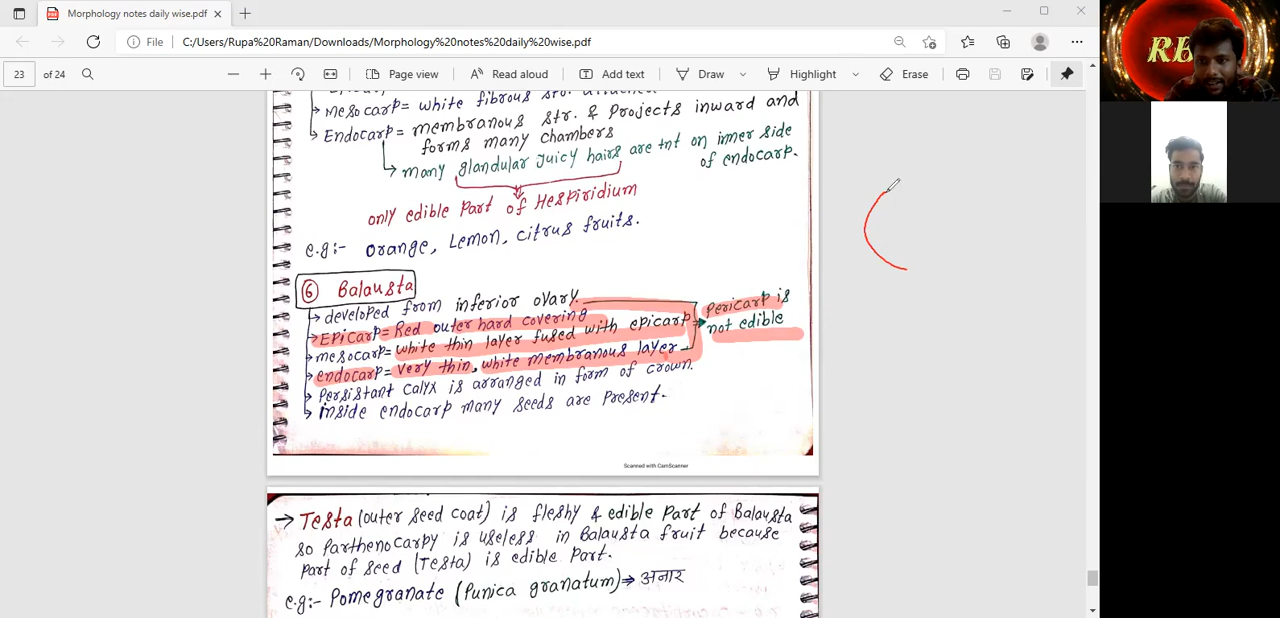 Morphology notes daily wise.pdf
File C:/Users/Rupa%20Raman/Downloads/Morphology%20notes%20daily%20wise.pdf
23 of 24 Page view Read aloud Add text Draw Highlight Erase
mesocarp = white fibrous str. attached
Endocarp = membranous str. & Projects inward and
forms many chambers
many glandular Juicy hairs are tnt on inner side
of endocarp.
only edible Part of Hespiridium
e.g:- orange, Lemon, citrus fruits.
⑥ Balausta
developed from inferior ovary.
Epicarp = Red outer hard covering
mesocarp = white thin layer fused with epicarp
endocarp = very thin, white membranous layer
Pericarp is
not edible
Persistant calyx is arranged in form of crown.
inside endocarp many seeds are Present.
Scanned with CamScanner
→ Testa (outer seed coat) is fleshy & edible Part of Balausta
so Parthenocarpy is useless in Balausta fruit because
Part of seed (Testa) is edible Part.
e.g:- Pomegranate (Punica granatum) ⇒ अनार
RB